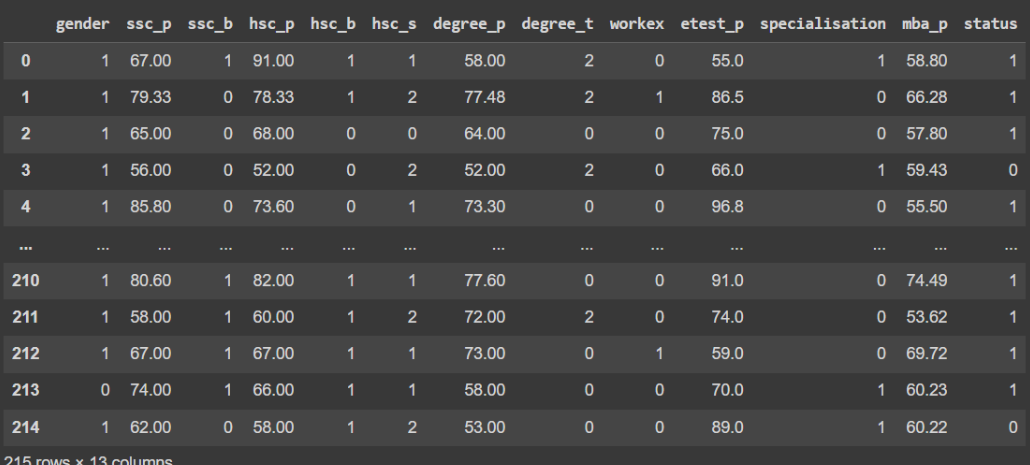 gender ssc_p ssc_b hsc_p hsc_b hsc_s degree_p degree_t workex etest_p specialisation mba_p status
0 1 67.00 1 91.00 1 1 58.00 2 0 55.0 1 58.80 1
1 1 79.33 0 78.33 1 2 77.48 2 1 86.5 0 66.28 1
2 1 65.00 0 68.00 0 0 64.00 0 0 75.0 0 57.80 1
3 1 56.00 0 52.00 0 2 52.00 2 0 66.0 1 59.43 0
4 1 85.80 0 73.60 0 1 73.30 0 0 96.8 0 55.50 1
... ... ... ... ... ... ... ... ... ... ... ... ... ...
210 1 80.60 1 82.00 1 1 77.60 0 0 91.0 0 74.49 1
211 1 58.00 1 60.00 1 2 72.00 2 0 74.0 0 53.62 1
212 1 67.00 1 67.00 1 1 73.00 0 1 59.0 0 69.72 1
213 0 74.00 1 66.00 1 1 58.00 0 0 70.0 1 60.23 1
214 1 62.00 0 58.00 1 2 53.00 0 0 89.0 1 60.22 0
215 rows × 13 columns